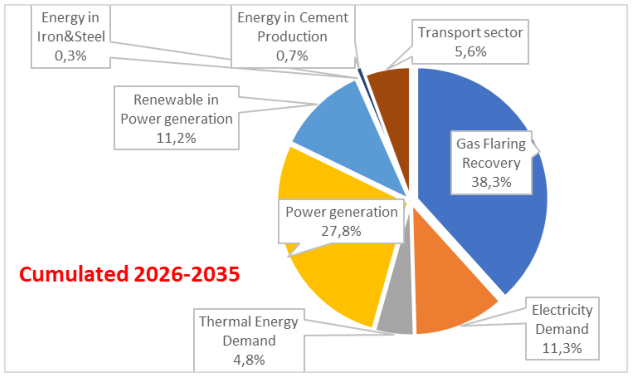 Energy in
Iron&Steel
0,3%
Energy in Cement
Production
0,7%
Transport sector
5,6%
Renewable in
Power generation
11,2%
Gas Flaring
Recovery
38,3%
Power generation
27,8%
Cumulated 2026-2035
Thermal Energy
Demand
4,8%
Electricity
Demand
11,3%